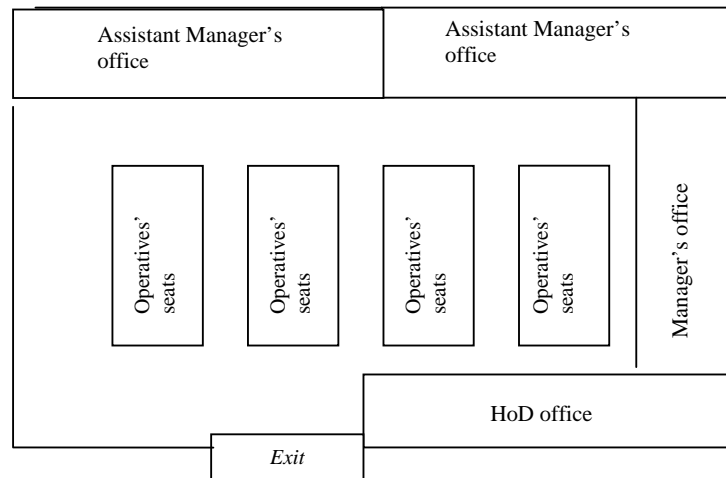 Assistant Manager’s
office
Assistant Manager’s
office
Operatives’
seats
Operatives’
seats
Operatives’
seats
Operatives’
seats
Manager’s office
HoD office
Exit